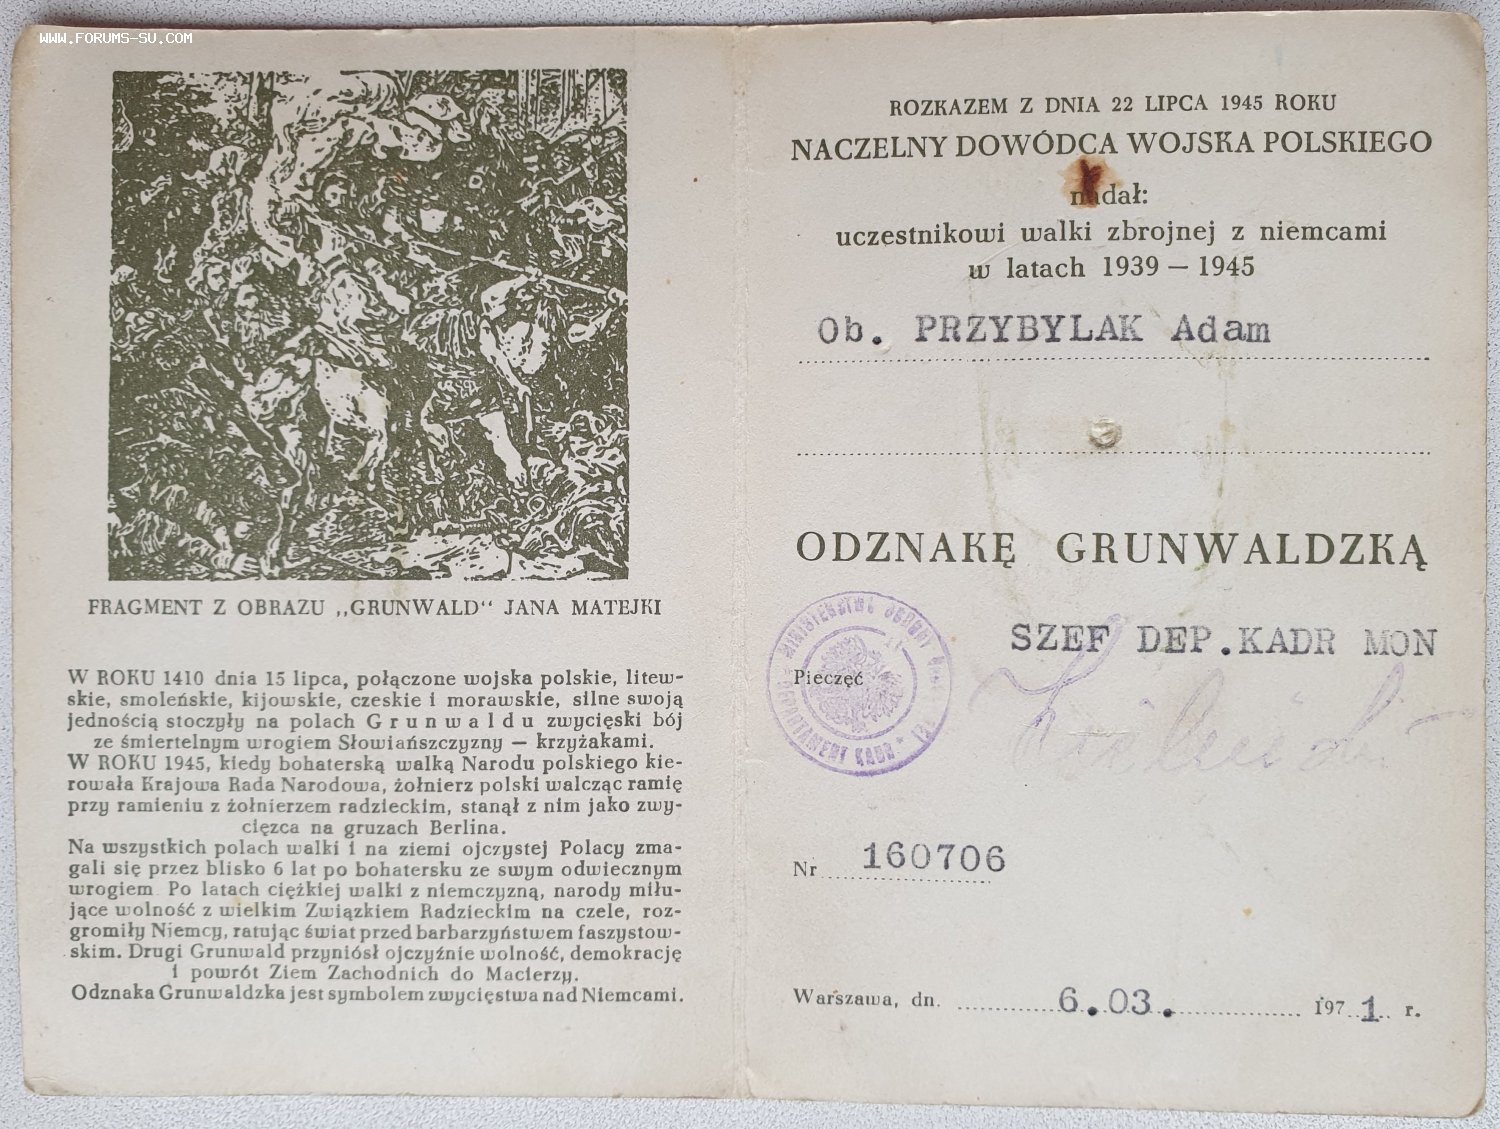 WWW.FORUMS-SU.COM
FRAGMENT Z OBRAZU „GRUNWALD“ JANA MATEJKI
W ROKU 1410 dnia 15 lipca, połączone wojska polskie, litew-
skie, smoleńskie, kijowskie, czeskie i morawskie, silne swoją
jednością stoczyły na polach Grunwaldu zwycięski bój
ze śmiertelnym wrogiem Słowiańszczyzny — krzyżakami.
W ROKU 1945, kiedy bohaterską walką Narodu polskiego kie-
rowała Krajowa Rada Narodowa, żołnierz polski walcząc ramię
przy ramieniu z żołnierzem radzieckim, stanął z nim jako zwy-
cięzca na gruzach Berlina.
Na wszystkich polach walki i na ziemi ojczystej Polacy zma-
gali się przez blisko 6 lat po bohatersku ze swym odwiecznym
wrogiem. Po latach ciężkiej walki z niemczyzną, narody miłu-
jące wolność z wielkim Związkiem Radzieckim na czele, roz-
gromiły Niemcy, ratując świat przed barbarzyństwem faszystow-
skim. Drugi Grunwald przyniósł ojczyźnie wolność, demokrację
i powrót Ziem Zachodnich do Macierzy.
Odznaka Grunwaldzka jest symbolem zwycięstwa nad Niemcami.
ROZKAZEM Z DNIA 22 LIPCA 1945 ROKU
NACZELNY DOWÓDCA WOJSKA POLSKIEGO
nadał:
uczestnikowi walki zbrojnej z niemcami
w latach 1939 — 1945
Ob. PRZYBYLAK Adam
ODZNAKĘ GRUNWALDZKĄ
SZEF DEP.KADR MON
Pieczęć
DEPARTAMENT KADR
Nr 160706
Warszawa, dn. 6.03. 1971 r.